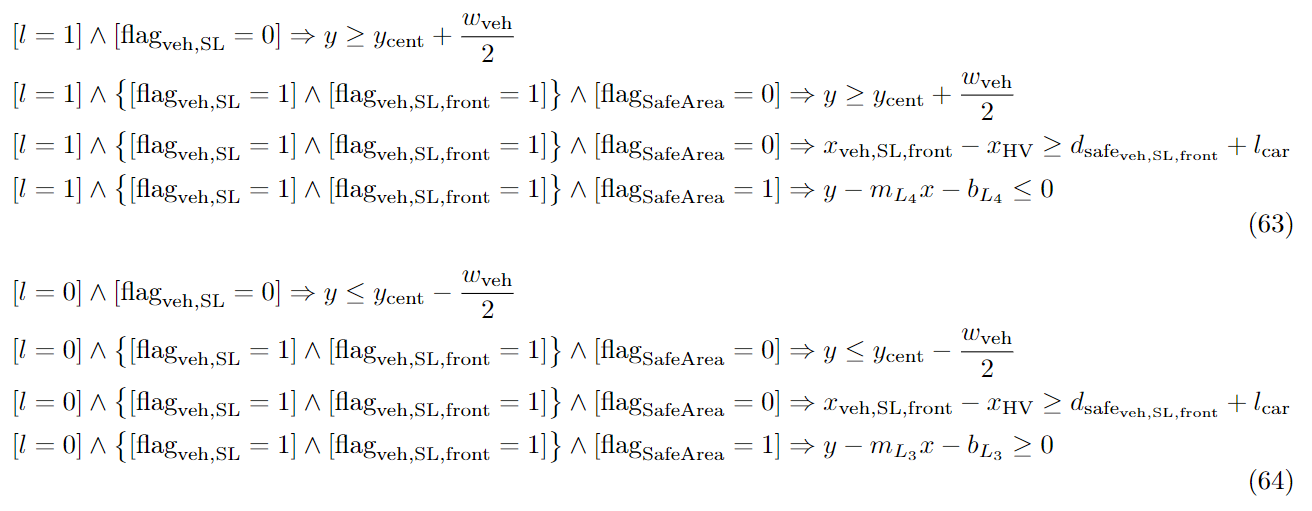 [l = 1] ∧ [flag_{veh,SL} = 0] ⇒ y ≥ y_{cent} + \frac{w_{veh}}{2}
[l = 1] ∧ {[flag_{veh,SL} = 1] ∧ [flag_{veh,SL,front} = 1]} ∧ [flag_{SafeArea} = 0] ⇒ y ≥ y_{cent} + \frac{w_{veh}}{2}
[l = 1] ∧ {[flag_{veh,SL} = 1] ∧ [flag_{veh,SL,front} = 1]} ∧ [flag_{SafeArea} = 0] ⇒ x_{veh,SL,front} − x_{HV} ≥ d_{safe_{veh,SL,front}} + l_{car}
[l = 1] ∧ {[flag_{veh,SL} = 1] ∧ [flag_{veh,SL,front} = 1]} ∧ [flag_{SafeArea} = 1] ⇒ y − m_{L_4}x − b_{L_4} ≤ 0
(63)
[l = 0] ∧ [flag_{veh,SL} = 0] ⇒ y ≤ y_{cent} − \frac{w_{veh}}{2}
[l = 0] ∧ {[flag_{veh,SL} = 1] ∧ [flag_{veh,SL,front} = 1]} ∧ [flag_{SafeArea} = 0] ⇒ y ≤ y_{cent} − \frac{w_{veh}}{2}
[l = 0] ∧ {[flag_{veh,SL} = 1] ∧ [flag_{veh,SL,front} = 1]} ∧ [flag_{SafeArea} = 0] ⇒ x_{veh,SL,front} − x_{HV} ≥ d_{safe_{veh,SL,front}} + l_{car}
[l = 0] ∧ {[flag_{veh,SL} = 1] ∧ [flag_{veh,SL,front} = 1]} ∧ [flag_{SafeArea} = 1] ⇒ y − m_{L_3}x − b_{L_3} ≥ 0
(64)